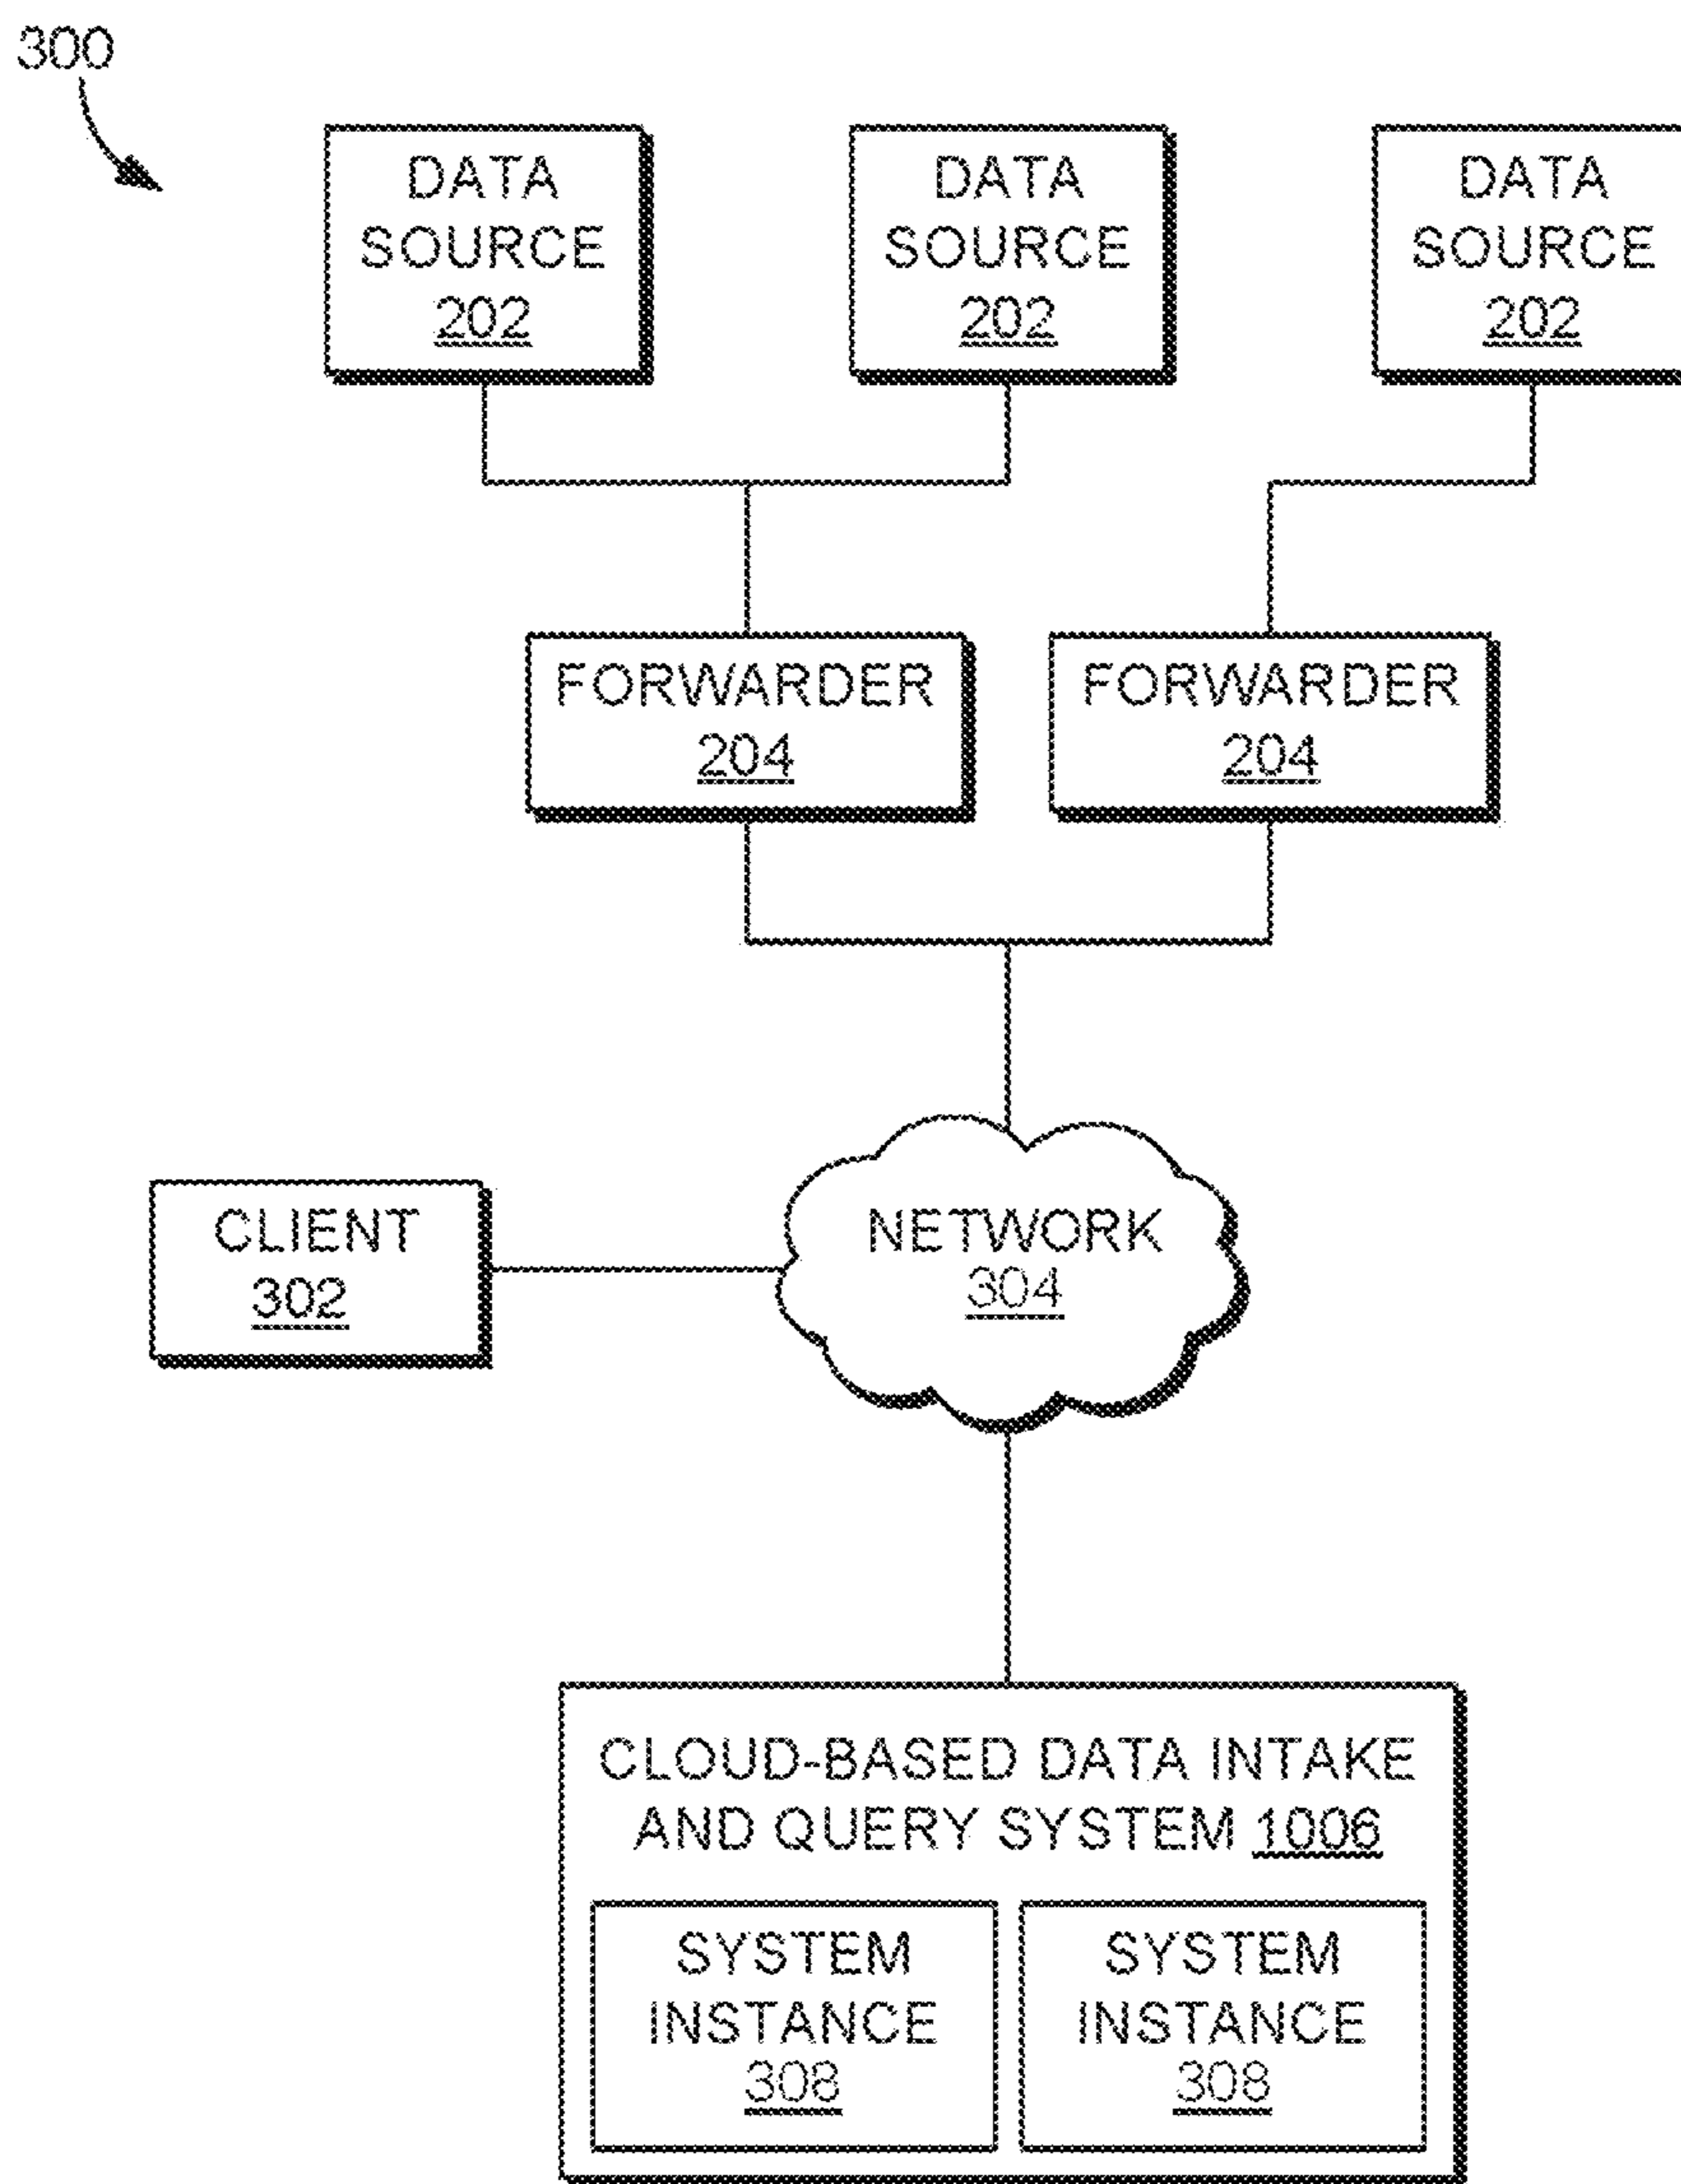 300
DATA
SOURCE
202
DATA
SOURCE
202
DATA
SOURCE
202
FORWARDER
204
FORWARDER
204
CLIENT
302
NETWORK
304
CLOUD-BASED DATA INTAKE
AND QUERY SYSTEM 1006
SYSTEM
INSTANCE
308
SYSTEM
INSTANCE
308